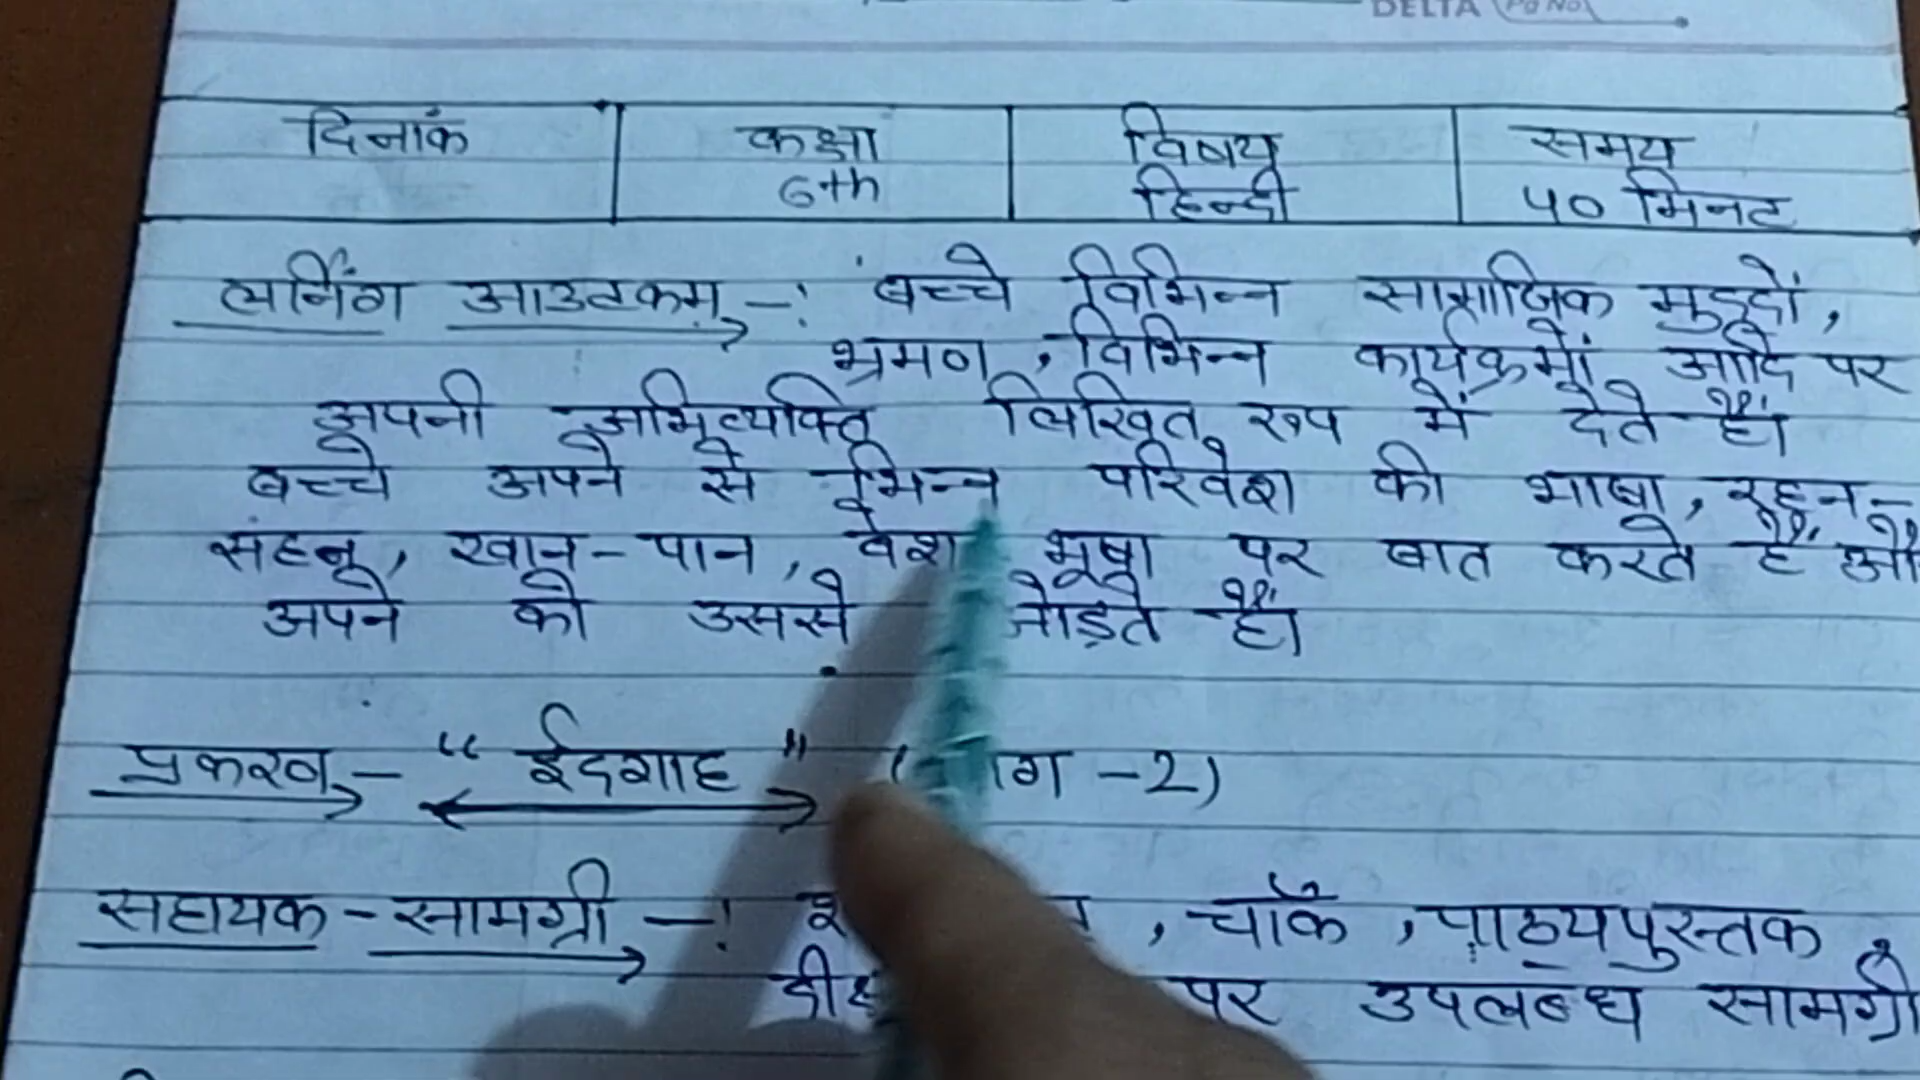 DELTA Pg No.
दिनांक कक्षा विषय समय
6th हिन्दी 40 मिनट
लर्निंग आउटकम -: बच्चे विभिन्न सामाजिक मुद्दों,
भ्रमण, विभिन्न कार्यक्रमों आदि पर
अपनी अभिव्यक्ति लिखित रूप में देते हैं।
बच्चे अपने से भिन्न परिवेश की भाषा, रहन-
सहन, खान-पान, वेश भूषा पर बात करते हैं
अपने को उससे जोड़ते हैं।
प्रकरण - “ईदगाह” -2)
सहायक-सामग्री -: , चॉक, पाठ्यपुस्तक
पर उपलब्ध सामग्री